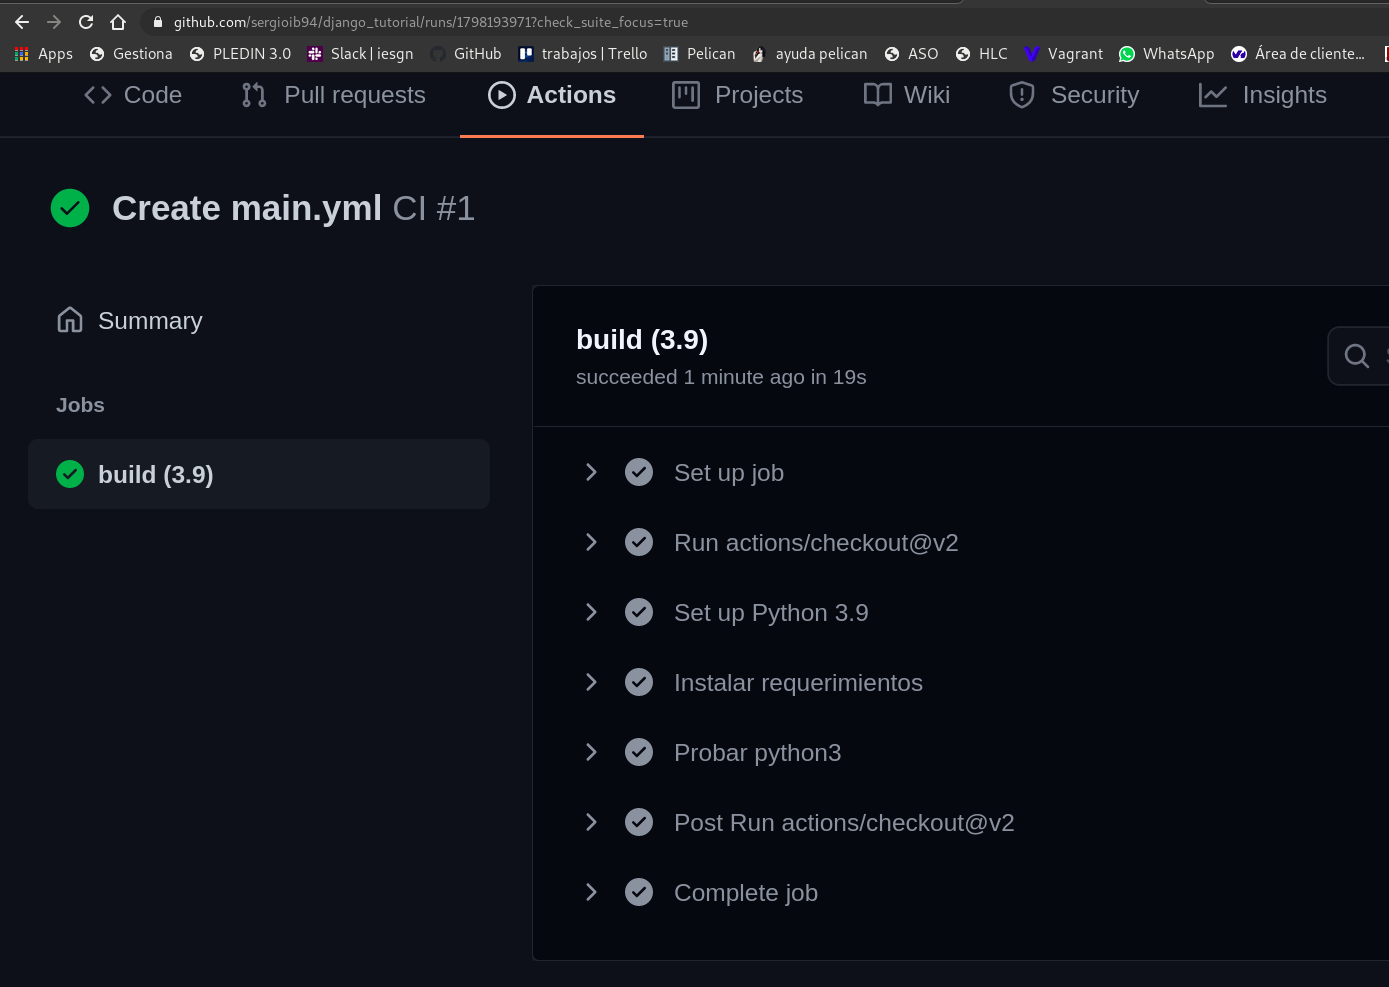 github.com/sergioib94/django_tutorial/runs/1798193971?check_suite_focus=true
Apps Gestiona PLEDIN 3.0 Slack | iesgn GitHub trabajos | Trello Pelican ayuda pelican ASO HLC Vagrant WhatsApp Área de cliente...
Code Pull requests Actions Projects Wiki Security Insights
Create main.yml CI #1
Summary
Jobs
build (3.9)
build (3.9)
succeeded 1 minute ago in 19s
Set up job
Run actions/checkout@v2
Set up Python 3.9
Instalar requerimientos
Probar python3
Post Run actions/checkout@v2
Complete job